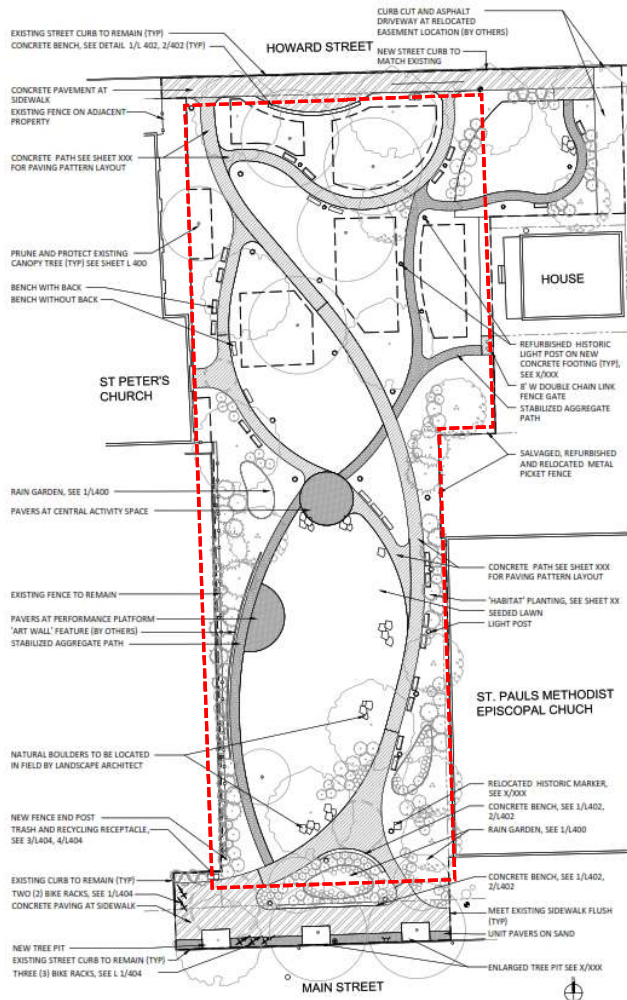 CURB CUT AND ASPHALT
DRIVEWAY AT RELOCATED
EASEMENT LOCATION (BY OTHERS)
EXISTING STREET CURB TO REMAIN (TYP)
CONCRETE BENCH, SEE DETAIL 1/L 402, 2/402 (TYP)
HOWARD STREET
NEW STREET CURB TO
MATCH EXISTING
CONCRETE PAVEMENT AT
SIDEWALK
EXISTING FENCE ON ADJACENT
PROPERTY
CONCRETE PATH SEE SHEET XXX
FOR PAVING PATTERN LAYOUT
PRUNE AND PROTECT EXISTING
CANOPY TREE (TYP) SEE SHEET L 400
BENCH WITH BACK
BENCH WITHOUT BACK
HOUSE
ST PETER'S
CHURCH
REFURBISHED HISTORIC
LIGHT POST ON NEW
CONCRETE FOOTING (TYP),
SEE X/XXX
8' W DOUBLE CHAIN LINK
FENCE GATE
STABILIZED AGGREGATE
PATH
SALVAGED, REFURBISHED
AND RELOCATED METAL
PICKET FENCE
RAIN GARDEN, SEE 1/L400
PAVERS AT CENTRAL ACTIVITY SPACE
EXISTING FENCE TO REMAIN
PAVERS AT PERFORMANCE PLATFORM
'ART WALL' FEATURE (BY OTHERS)
STABILIZED AGGREGATE PATH
CONCRETE PATH SEE SHEET XXX
FOR PAVING PATTERN LAYOUT
'HABITAT' PLANTING, SEE SHEET XX
SEEDED LAWN
LIGHT POST
ST. PAULS METHODIST
EPISCOPAL CHUCH
NATURAL BOULDERS TO BE LOCATED
IN FIELD BY LANDSCAPE ARCHITECT
RELOCATED HISTORIC MARKER,
SEE X/XXX
CONCRETE BENCH, SEE 1/L402,
2/L402
RAIN GARDEN, SEE 1/L400
NEW FENCE END POST
TRASH AND RECYCLING RECEPTACLE,
SEE 3/L404, 4/L404
EXISTING CURB TO REMAIN (TYP)
TWO (2) BIKE RACKS, SEE 1/L404
CONCRETE PAVING AT SIDEWALK
CONCRETE BENCH, SEE 1/L402,
2/L402
MEET EXISTING SIDEWALK FLUSH
(TYP)
UNIT PAVERS ON SAND
NEW TREE PIT
EXISTING STREET CURB TO REMAIN (TYP)
THREE (3) BIKE RACKS, SEE L 1/404
ENLARGED TREE PIT SEE X/XXX
MAIN STREET